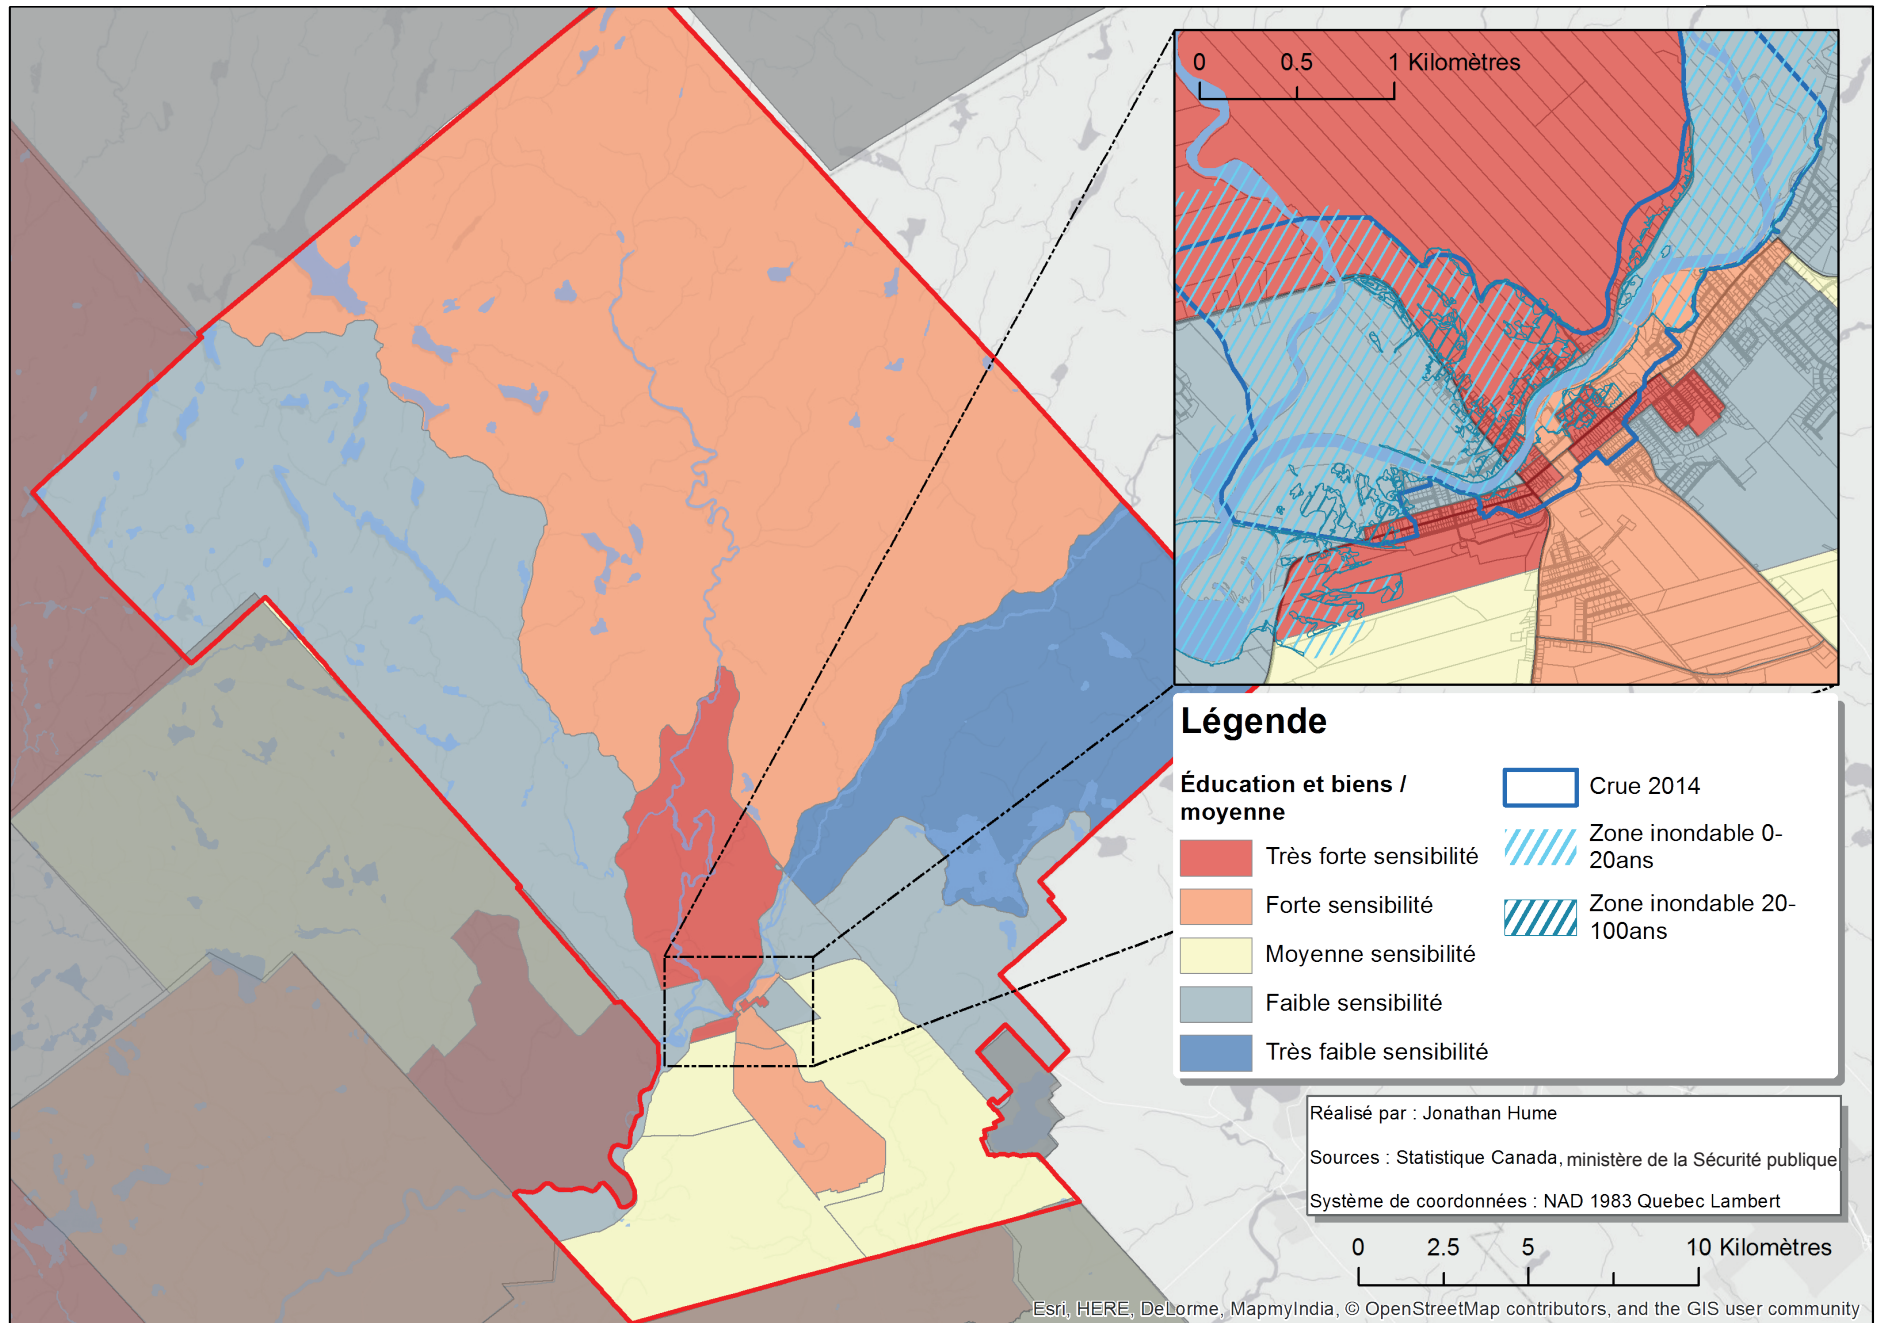 0 0.5 1 Kilomètres
Légende
Éducation et biens /
moyenne
Très forte sensibilité
Forte sensibilité
Moyenne sensibilité
Faible sensibilité
Très faible sensibilité
Crue 2014
Zone inondable 0-
20ans
Zone inondable 20-
100ans
Réalisé par : Jonathan Hume
Sources : Statistique Canada, ministère de la Sécurité publique
Système de coordonnées : NAD 1983 Quebec Lambert
0 2.5 5 10 Kilomètres
Esri, HERE, DeLorme, MapmyIndia, © OpenStreetMap contributors, and the GIS user community